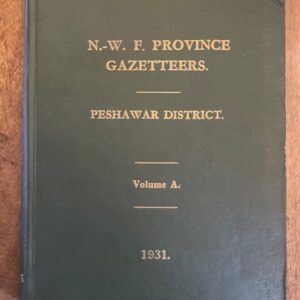 N.-W. F. PROVINCE
GAZETTEERS.
PESHAWAR DISTRICT.
Volume A.
1931.